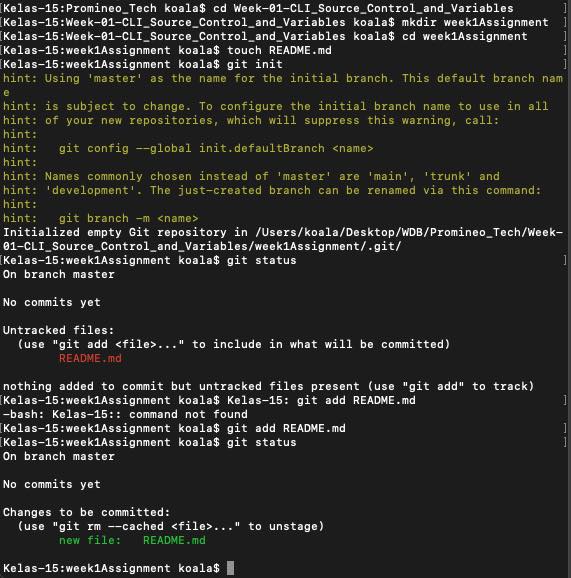 [Kelas-15:Promineo_Tech koala$ cd Week-01-CLI_Source_Control_and_Variables ]
[Kelas-15:Week-01-CLI_Source_Control_and_Variables koala$ mkdir week1Assignment ]
[Kelas-15:Week-01-CLI_Source_Control_and_Variables koala$ cd week1Assignment ]
[Kelas-15:week1Assignment koala$ touch README.md ]
[Kelas-15:week1Assignment koala$ git init ]
hint: Using 'master' as the name for the initial branch. This default branch nam
e
hint: is subject to change. To configure the initial branch name to use in all
hint: of your new repositories, which will suppress this warning, call:
hint:
hint:   git config --global init.defaultBranch <name>
hint:
hint: Names commonly chosen instead of 'master' are 'main', 'trunk' and
hint: 'development'. The just-created branch can be renamed via this command:
hint:
hint:   git branch -m <name>
Initialized empty Git repository in /Users/koala/Desktop/WDB/Promineo_Tech/Week-
01-CLI_Source_Control_and_Variables/week1Assignment/.git/
[Kelas-15:week1Assignment koala$ git status ]
On branch master
No commits yet
Untracked files:
  (use "git add <file>..." to include in what will be committed)
        README.md
nothing added to commit but untracked files present (use "git add" to track)
[Kelas-15:week1Assignment koala$ Kelas-15: git add README.md ]
-bash: Kelas-15:: command not found
[Kelas-15:week1Assignment koala$ git add README.md ]
[Kelas-15:week1Assignment koala$ git status ]
On branch master
No commits yet
Changes to be committed:
  (use "git rm --cached <file>..." to unstage)
        new file:   README.md
Kelas-15:week1Assignment koala$